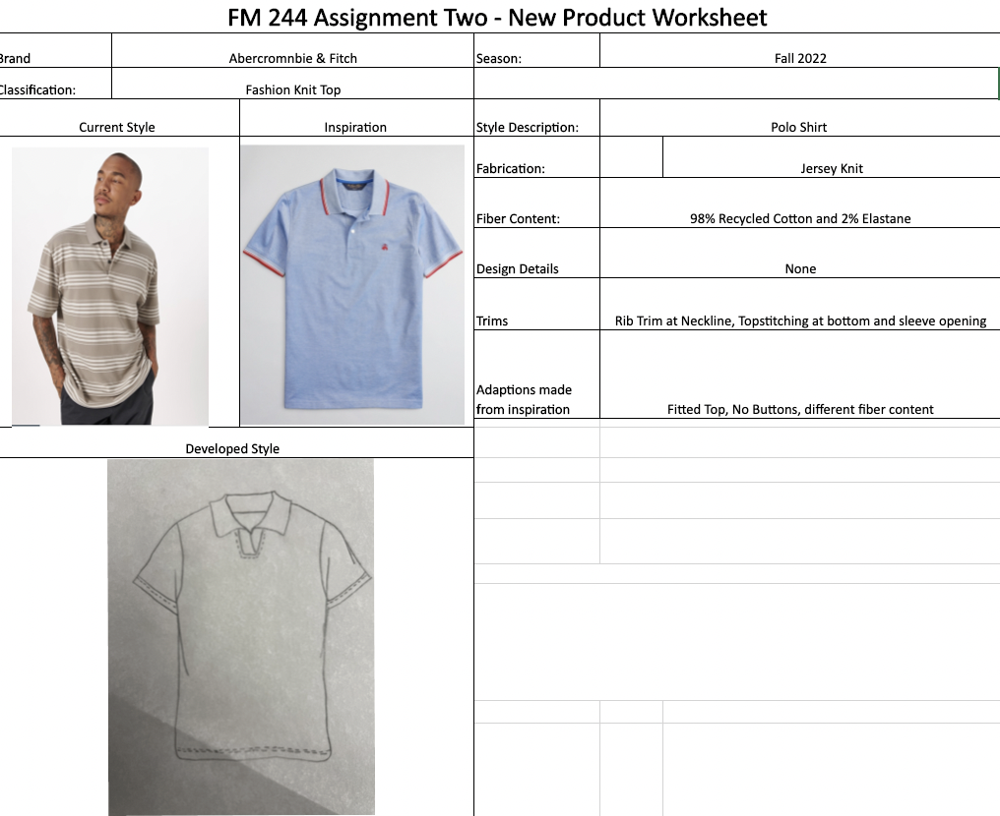 FM 244 Assignment Two - New Product Worksheet
Brand
Abercromnbie & Fitch
Season:
Fall 2022
Classification:
Fashion Knit Top
Current Style
Inspiration
Style Description:
Polo Shirt
Fabrication:
Jersey Knit
Fiber Content:
98% Recycled Cotton and 2% Elastane
Design Details
None
Trims
Rib Trim at Neckline, Topstitching at bottom and sleeve opening
Adaptions made
from inspiration
Fitted Top, No Buttons, different fiber content
Developed Style